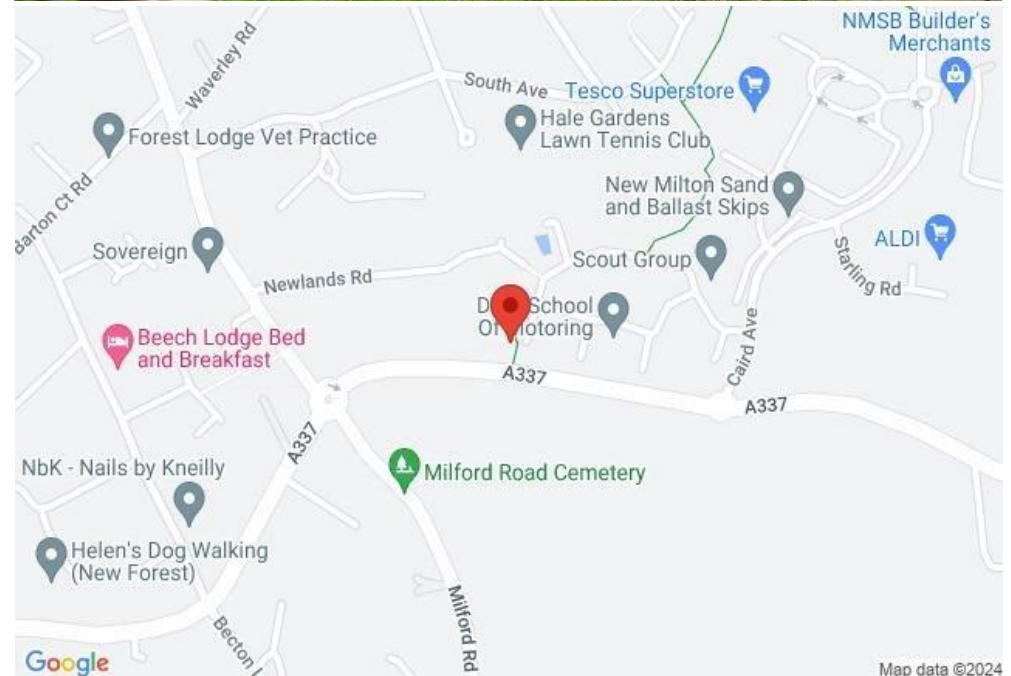 NMSB Builder's
Merchants
Waverley Rd
South Ave
Tesco Superstore
Hale Gardens
Lawn Tennis Club
Forest Lodge Vet Practice
New Milton Sand
and Ballast Skips
Barton Ct Rd
Sovereign
Scout Group
ALDI
Starling Rd
Newlands Rd
School
Of
Beech Lodge Bed
and Breakfast
Caird Ave
A337
A337
A337
NbK - Nails by Kneilly
Milford Road Cemetery
Helen's Dog Walking
(New Forest)
Milford Rd
Becton
Google
Map data ©2024